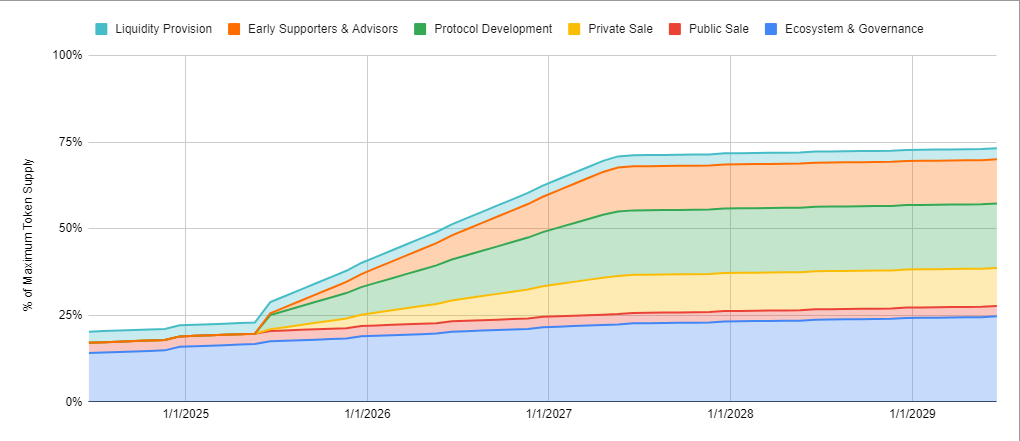 Liquidity Provision Early Supporters & Advisors Protocol Development Private Sale Public Sale Ecosystem & Governance
100%
75%
50%
25%
0%
% of Maximum Token Supply
1/1/2025 1/1/2026 1/1/2027 1/1/2028 1/1/2029